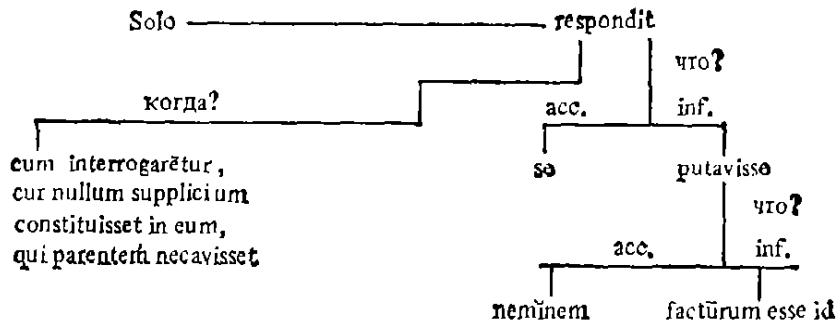 Solo respondit
что?
когда? acc. inf.
cum interrogarētur, se putavisse
cur nullum supplicium
constituisset in eum, что?
qui parentem necavisset acc. inf.
nemĭnem factūrum esse id